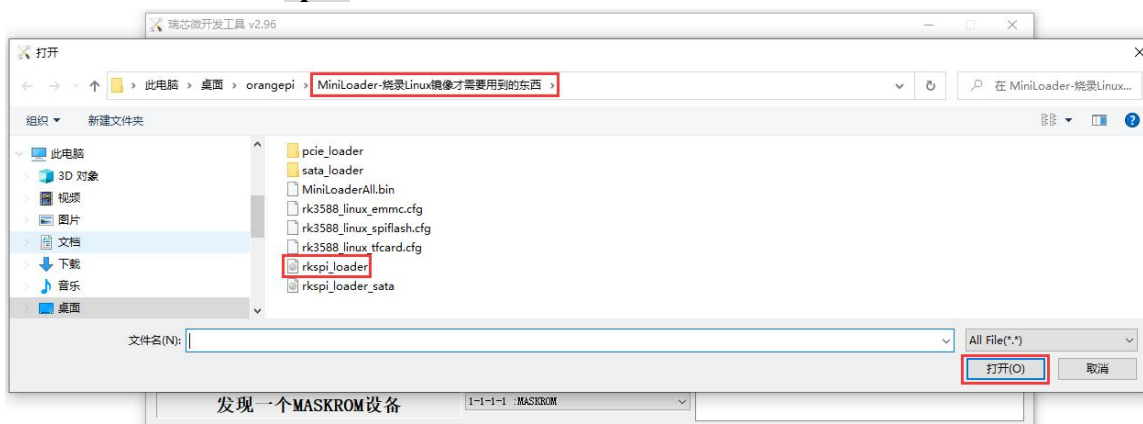 瑞芯微开发工具 v2.96
打开
此电脑 › 桌面 › orangepi › MiniLoader-烧录Linux镜像才需要用到的东西 ›
在 MiniLoader-烧录Linux...
组织 新建文件夹
此电脑
3D 对象
视频
图片
文档
下载
音乐
桌面
pcie_loader
sata_loader
MiniLoaderAll.bin
rk3588_linux_emmc.cfg
rk3588_linux_spiflash.cfg
rk3588_linux_tfcard.cfg
rkspi_loader
rkspi_loader_sata
文件名(N):
All File(*.*)
打开(O) 取消
发现一个MASKROM设备
1-1-1-1 :MASKROM